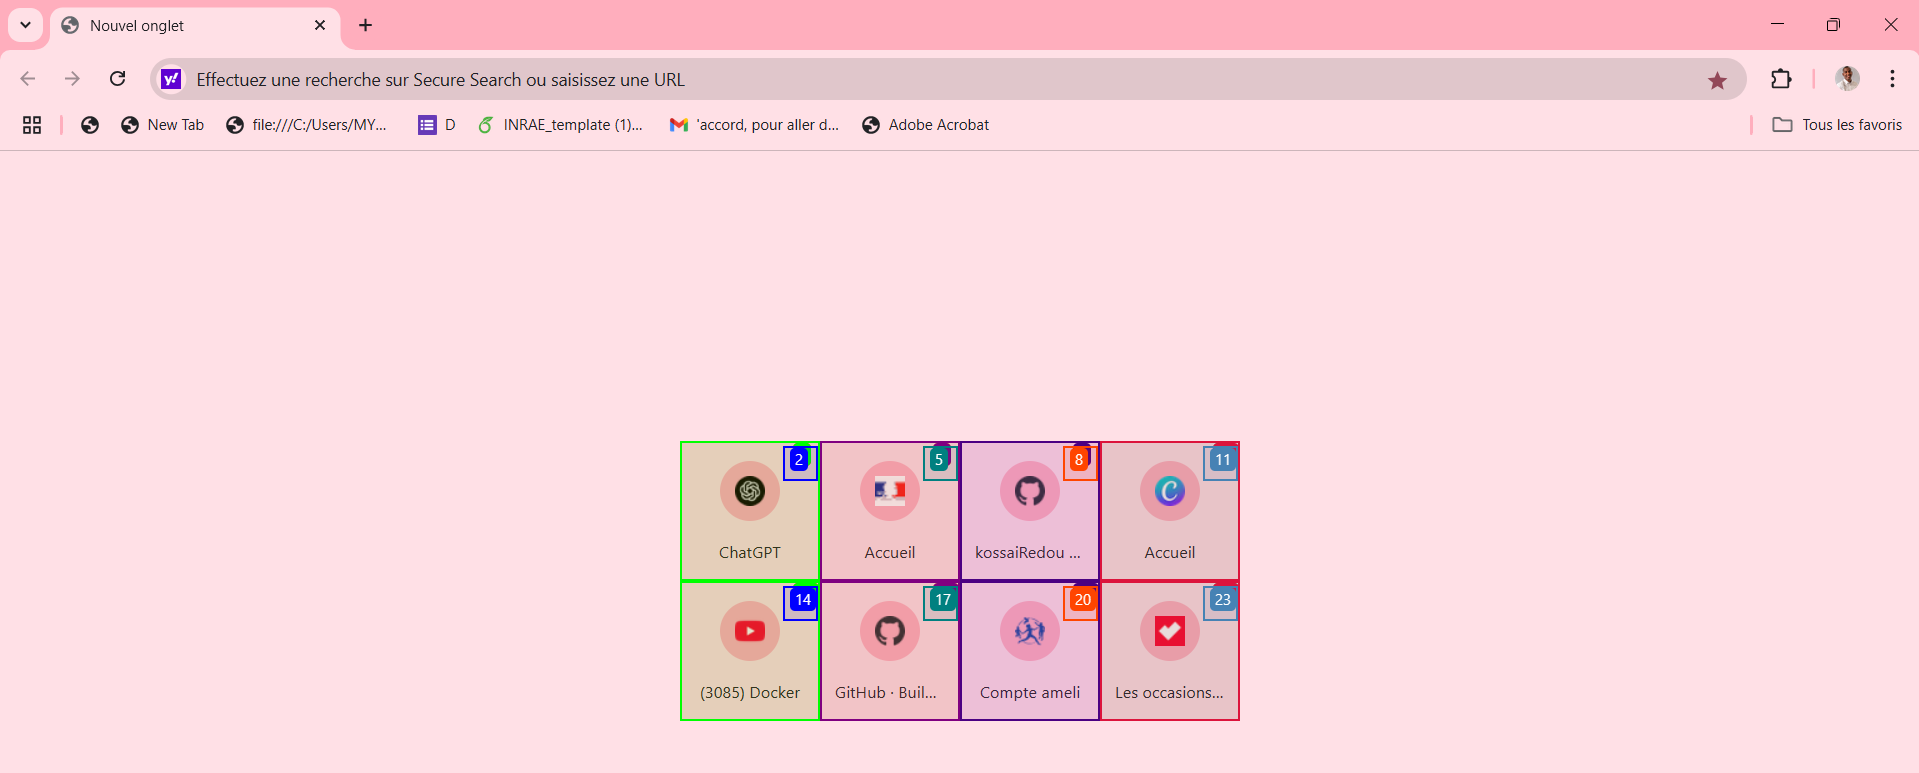 Nouvel onglet
y! Effectuez une recherche sur Secure Search ou saisissez une URL
New Tab file:///C:/Users/MY... D INRAE_template (1)... 'accord, pour aller d... Adobe Acrobat Tous les favoris
2 5 8 11
ChatGPT Accueil kossaiRedou ... Accueil
14 17 20 23
(3085) Docker GitHub · Buil... Compte ameli Les occasions...